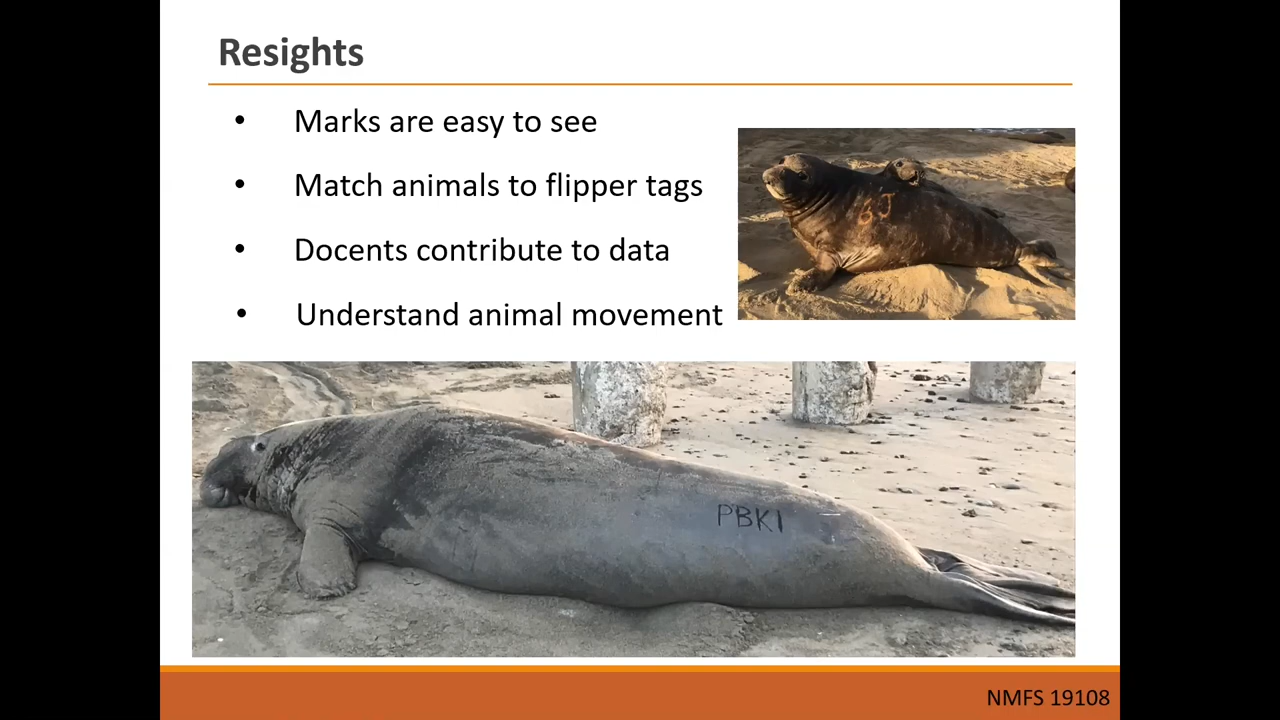 Resights
• Marks are easy to see
• Match animals to flipper tags
• Docents contribute to data
• Understand animal movement
PBKI
NMFS 19108